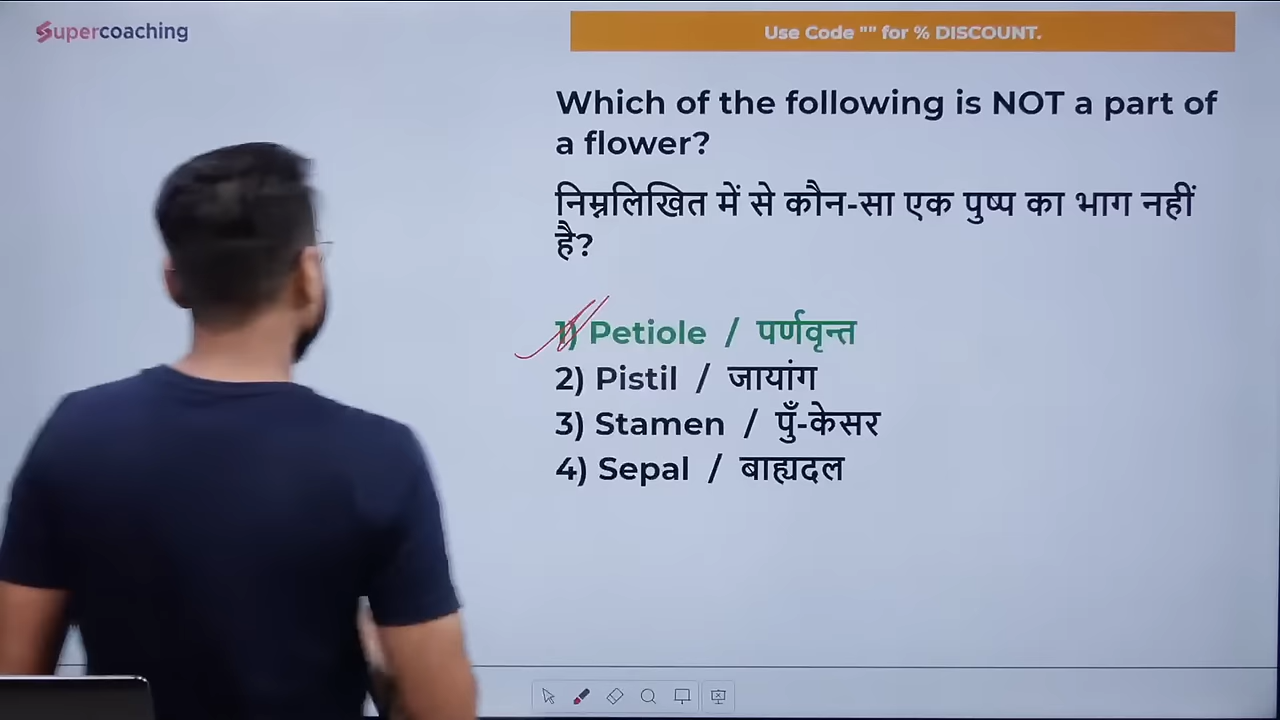 Supercoaching
Use Code "" for % DISCOUNT.
Which of the following is NOT a part of
a flower?
निम्नलिखित में से कौन-सा एक पुष्प का भाग नहीं
है?
1) Petiole / पर्णवृन्त
2) Pistil / जायांग
3) Stamen / पुँ-केसर
4) Sepal / बाह्यदल